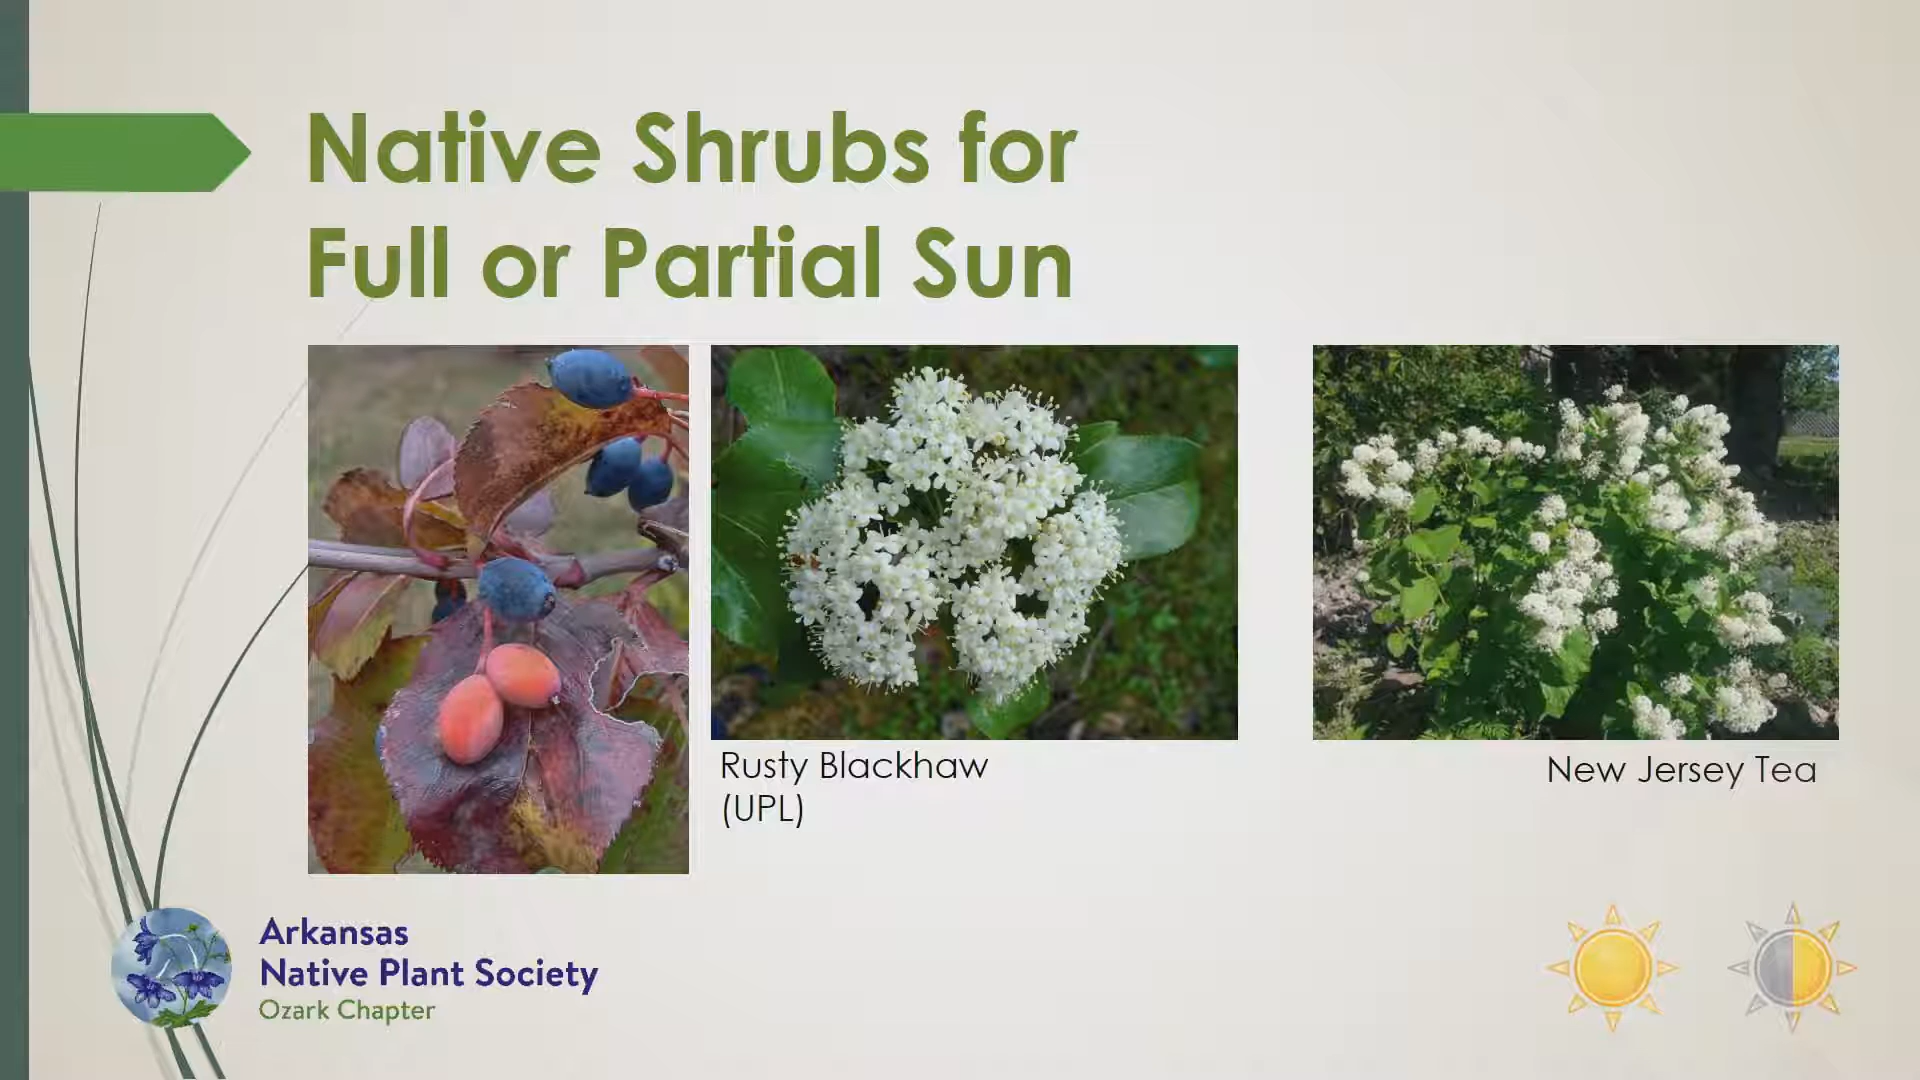 Native Shrubs for
Full or Partial Sun
Rusty Blackhaw
(UPL)
New Jersey Tea
Arkansas
Native Plant Society
Ozark Chapter